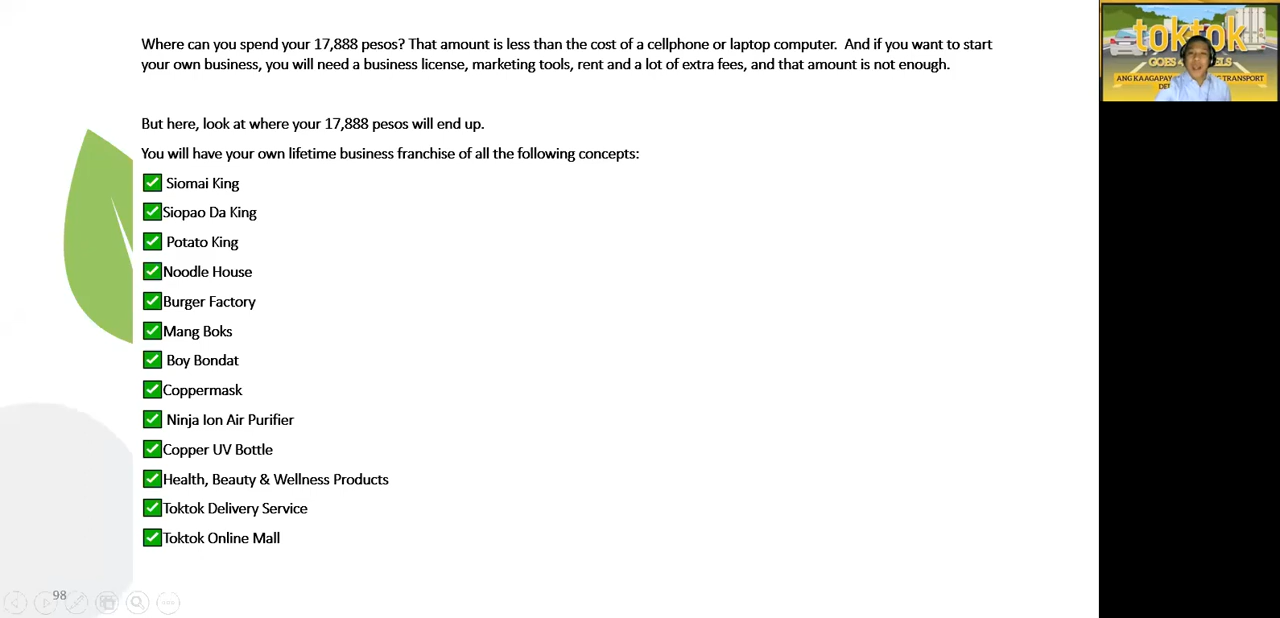 Where can you spend your 17,888 pesos? That amount is less than the cost of a cellphone or laptop computer. And if you want to start
your own business, you will need a business license, marketing tools, rent and a lot of extra fees, and that amount is not enough.
But here, look at where your 17,888 pesos will end up.
You will have your own lifetime business franchise of all the following concepts:
Siomai King
Siopao Da King
Potato King
Noodle House
Burger Factory
Mang Boks
Boy Bondat
Coppermask
Ninja Ion Air Purifier
Copper UV Bottle
Health, Beauty & Wellness Products
Toktok Delivery Service
Toktok Online Mall
98
toktok
GOES
ANG KAAGAPAY TRANSPORT